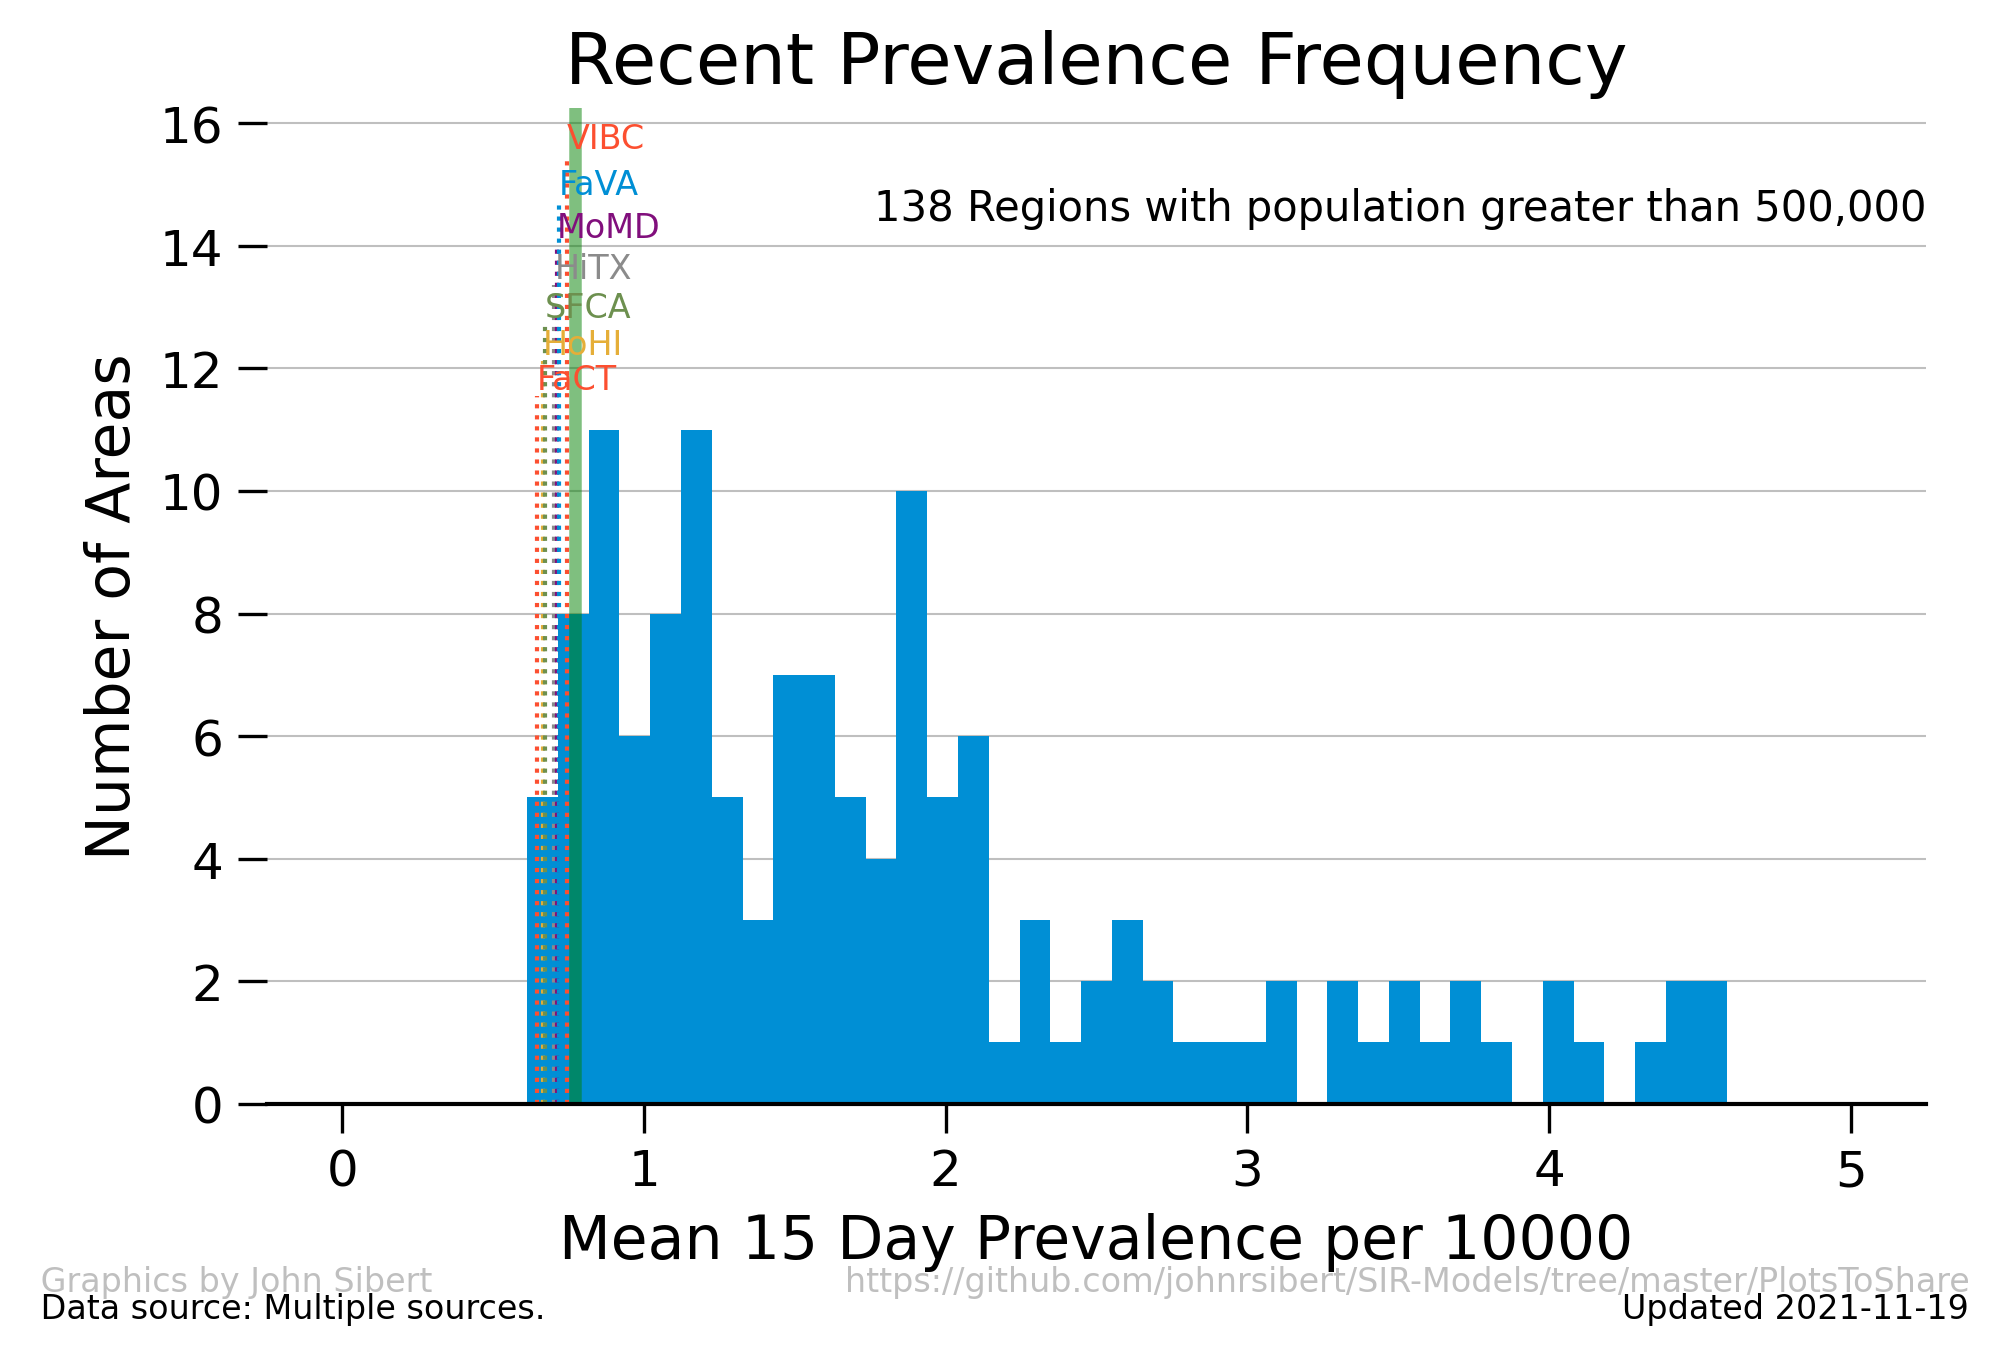 Recent Prevalence Frequency
16
VIBC
FaVA
138 Regions with population greater than 500,000
MoMD
14
HiTX
SFCA
HoHI
12
FaCT
10
8
6
4
2
0
Number of Areas
0 1 2 3 4 5
Mean 15 Day Prevalence per 10000
Graphics by John Sibert
https://github.com/johnrsibert/SIR-Models/tree/master/PlotsToShare
Data source: Multiple sources.
Updated 2021-11-19